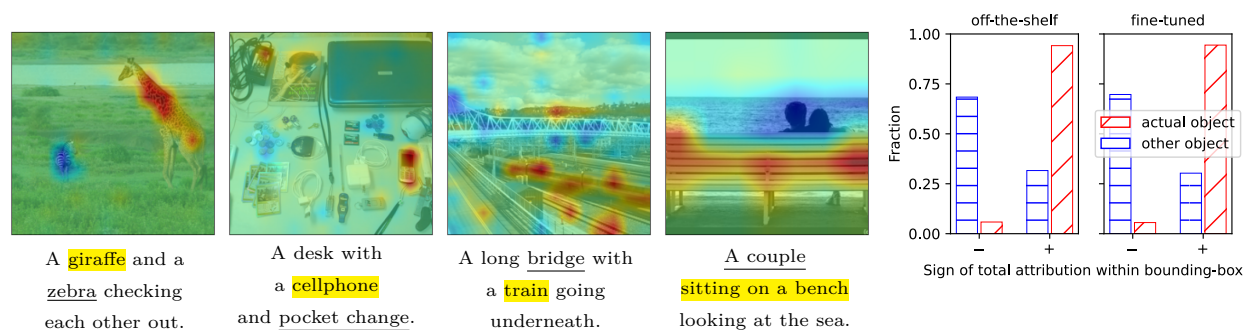 A giraffe and a
zebra checking
each other out.
A desk with
a cellphone
and pocket change.
A long bridge with
a train going
underneath.
A couple
sitting on a bench
looking at the sea.
off-the-shelf
fine-tuned
1.00
0.75
0.50
0.25
0.00
Fraction
actual object
other object
− +
− +
Sign of total attribution within bounding-box